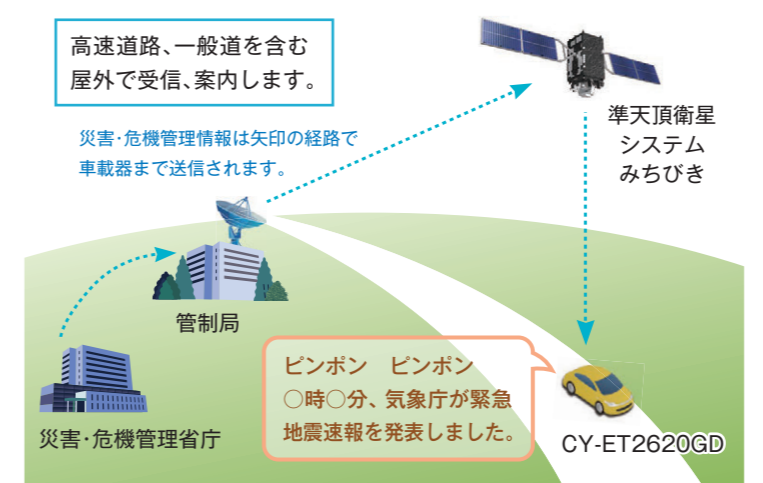 高速道路、一般道を含む
屋外で受信、案内します。
災害・危機管理情報は矢印の経路で
車載器まで送信されます。
準天頂衛星
システム
みちびき
管制局
災害・危機管理省庁
ピンポン　ピンポン
○時○分、気象庁が緊急
地震速報を発表しました。
CY-ET2620GD